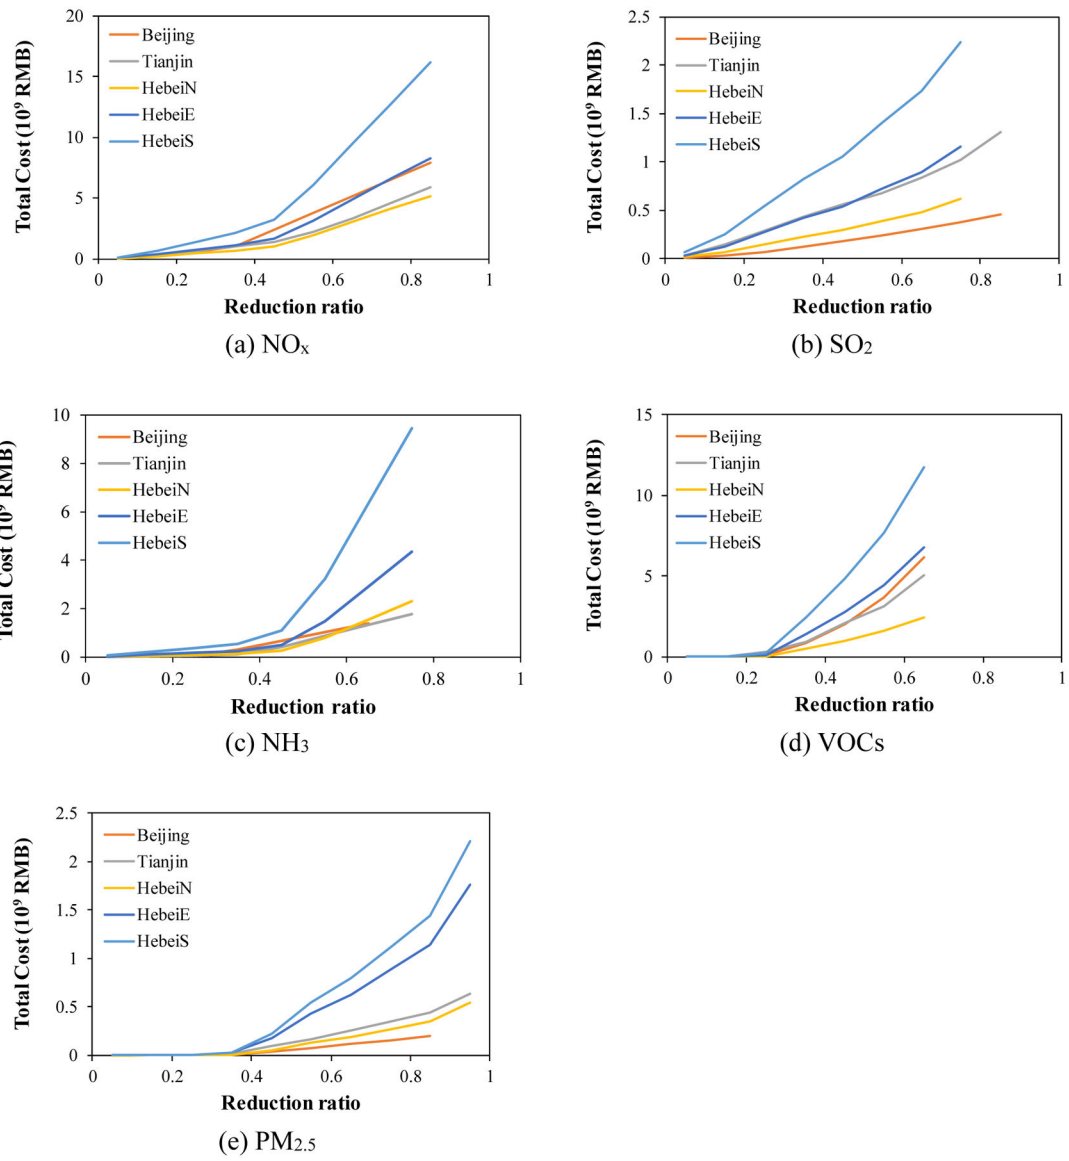 Total Cost (10⁹ RMB)
20
15
10
5
0
Beijing
Tianjin
HebeiN
HebeiE
HebeiS
0 0.2 0.4 0.6 0.8 1
Reduction ratio
(a) NOₓ
Total Cost (10⁹ RMB)
2.5
2
1.5
1
0.5
0
Beijing
Tianjin
HebeiN
HebeiE
HebeiS
0 0.2 0.4 0.6 0.8 1
Reduction ratio
(b) SO₂
Total Cost (10⁹ RMB)
10
8
6
4
2
0
Beijing
Tianjin
HebeiN
HebeiE
HebeiS
0 0.2 0.4 0.6 0.8 1
Reduction ratio
(c) NH₃
Total Cost (10⁹ RMB)
15
10
5
0
Beijing
Tianjin
HebeiN
HebeiE
HebeiS
0 0.2 0.4 0.6 0.8 1
Reduction ratio
(d) VOCs
Total Cost (10⁹ RMB)
2.5
2
1.5
1
0.5
0
Beijing
Tianjin
HebeiN
HebeiE
HebeiS
0 0.2 0.4 0.6 0.8 1
Reduction ratio
(e) PM₂.₅